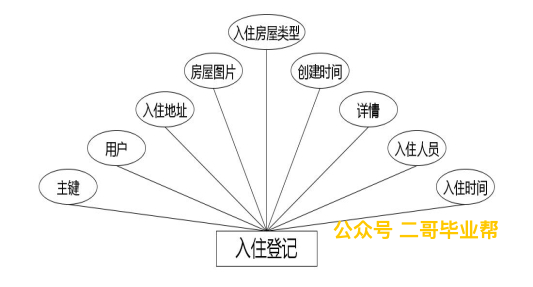 入住房屋类型
房屋图片
创建时间
入住地址
详情
用户
入住人员
主键
入住时间
公众号 二哥毕业帮
入住登记